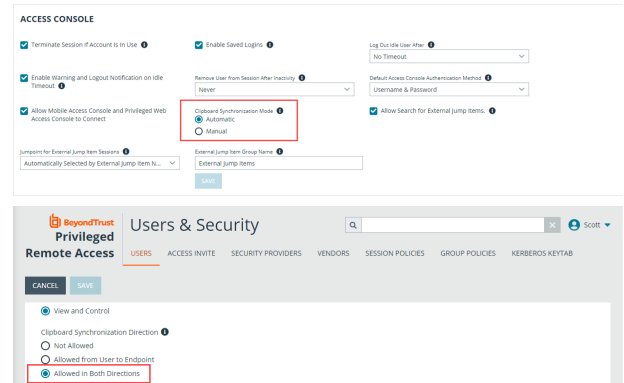 ACCESS CONSOLE
Terminate Session If Account Is In Use
Enable Saved Logins
Log Out Idle User After
No Timeout
Enable Warning and Logout Notification on Idle
Timeout
Remove User from Session After Inactivity
Never
Default Access Console Authentication Method
Username & Password
Allow Mobile Access Console and Privileged Web
Access Console to Connect
Clipboard Synchronization Mode
Automatic
Manual
Allow Search for External Jump Items.
Jumpoint for External Jump Item Sessions
Automatically Selected by External Jump Item N...
External Jump Item Group Name
External Jump Items
SAVE
BeyondTrust
Privileged
Remote Access
Users & Security
Scott
USERS
ACCESS INVITE
SECURITY PROVIDERS
VENDORS
SESSION POLICIES
GROUP POLICIES
KERBEROS KEYTAB
CANCEL
SAVE
View and Control
Clipboard Synchronization Direction
Not Allowed
Allowed from User to Endpoint
Allowed in Both Directions